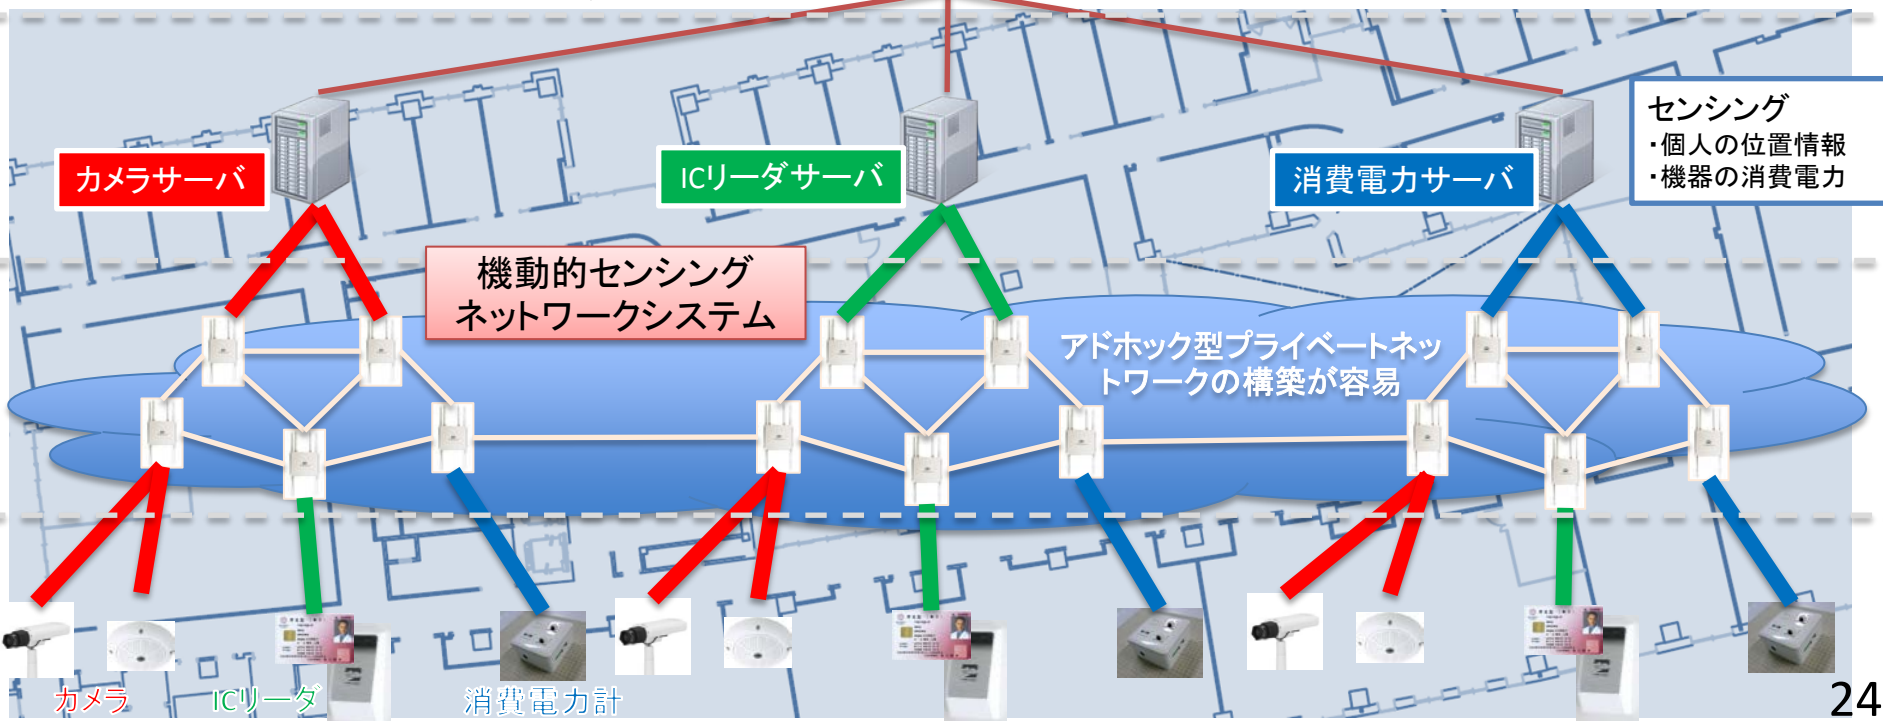 カメラサーバ
ICリーダサーバ
消費電力サーバ
センシング
・個人の位置情報
・機器の消費電力
機動的センシング
ネットワークシステム
アドホック型プライベートネッ
トワークの構築が容易
カメラ
ICリーダ
消費電力計
24